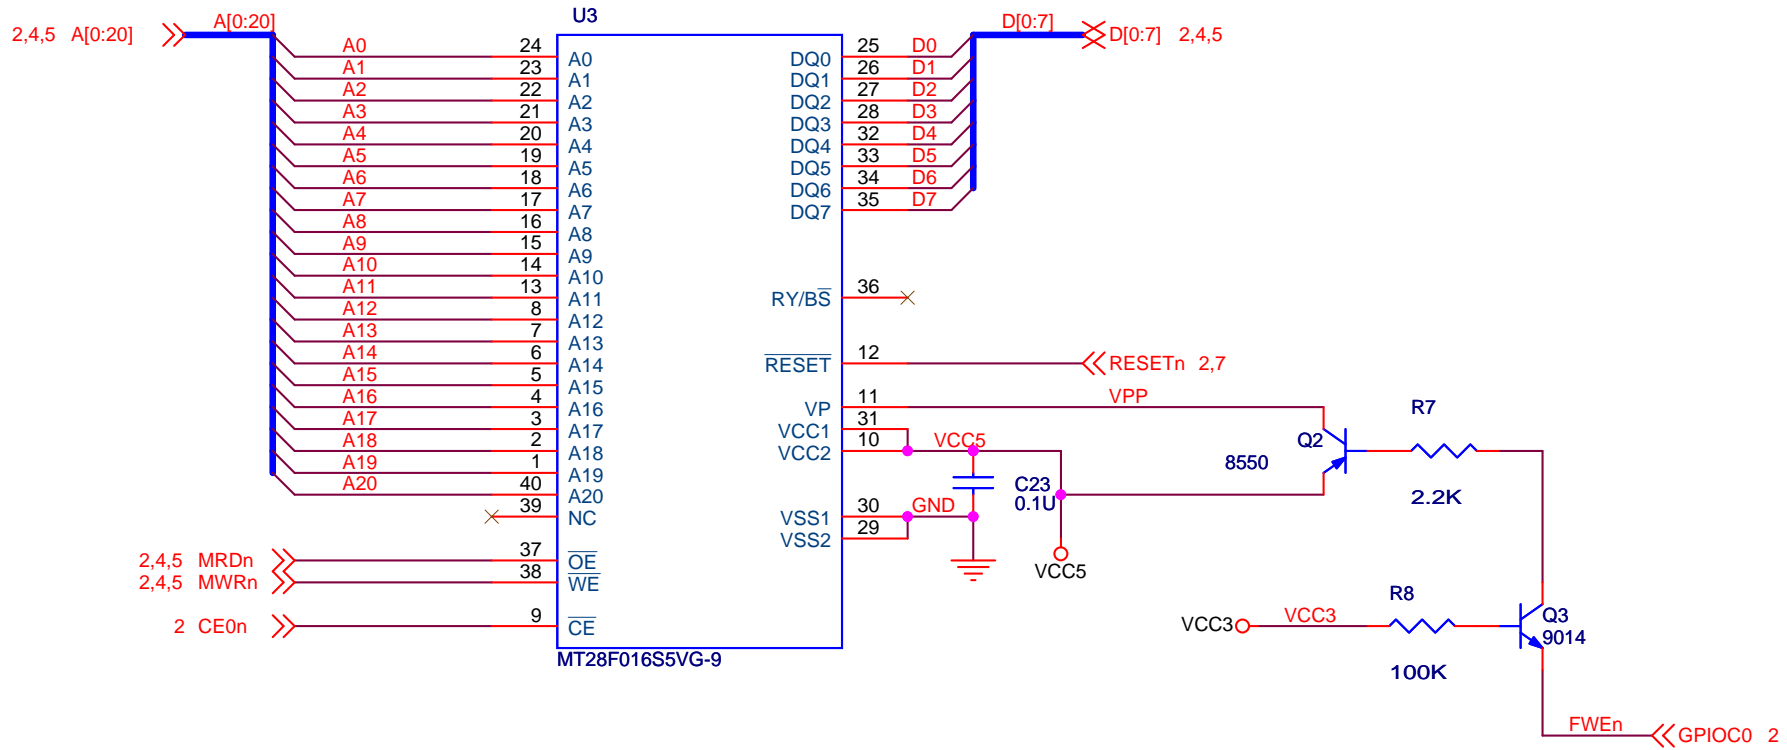 U3
2,4,5 A[0:20] A[0:20] D[0:7] D[0:7] 2,4,5
A0 24 A0 DQ0 25 D0
A1 23 A1 DQ1 26 D1
A2 22 A2 DQ2 27 D2
A3 21 A3 DQ3 28 D3
A4 20 A4 DQ4 32 D4
A5 19 A5 DQ5 33 D5
A6 18 A6 DQ6 34 D6
A7 17 A7 DQ7 35 D7
A8 16 A8
A9 15 A9
A10 14 A10
A11 13 A11 RY/BS 36
A12 8 A12
A13 7 A13
A14 6 A14 RESET 12 RESETn 2,7
A15 5 A15
A16 4 A16 VP 11 VPP R7
A17 3 A17 VCC1 31
A18 2 A18 VCC2 10 VCC5 Q2
A19 1 A19 8550
A20 40 A20 C23 2.2K
39 NC VSS1 30 GND 0.1U
VSS2 29
2,4,5 MRDn 37 OE
2,4,5 MWRn 38 WE VCC5
R8
2 CE0n 9 CE VCC3 VCC3 Q3
9014
MT28F016S5VG-9 100K
FWEn GPIOC0 2